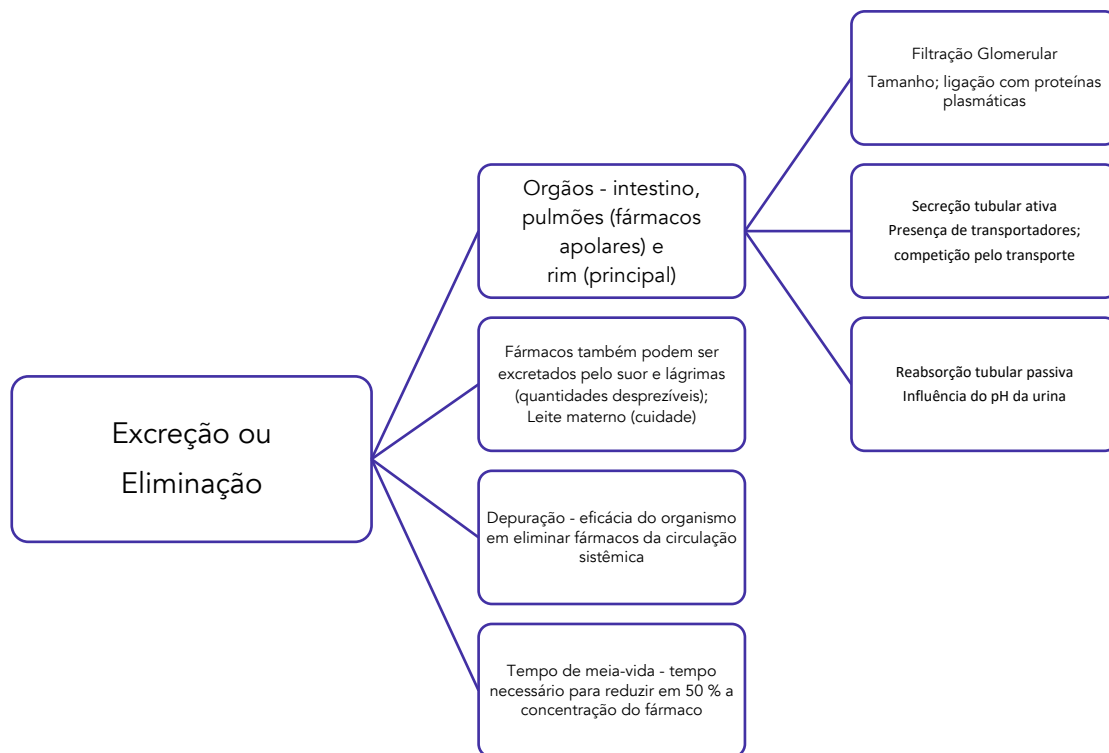 Excreção ou
Eliminação
Orgãos - intestino,
pulmões (fármacos
apolares) e
rim (principal)
Filtração Glomerular
Tamanho; ligação com proteínas
plasmáticas
Secreção tubular ativa
Presença de transportadores;
competição pelo transporte
Reabsorção tubular passiva
Influência do pH da urina
Fármacos também podem ser
excretados pelo suor e lágrimas
(quantidades desprezíveis);
Leite materno (cuidade)
Depuração - eficácia do organismo
em eliminar fármacos da circulação
sistêmica
Tempo de meia-vida - tempo
necessário para reduzir em 50 % a
concentração do fármaco